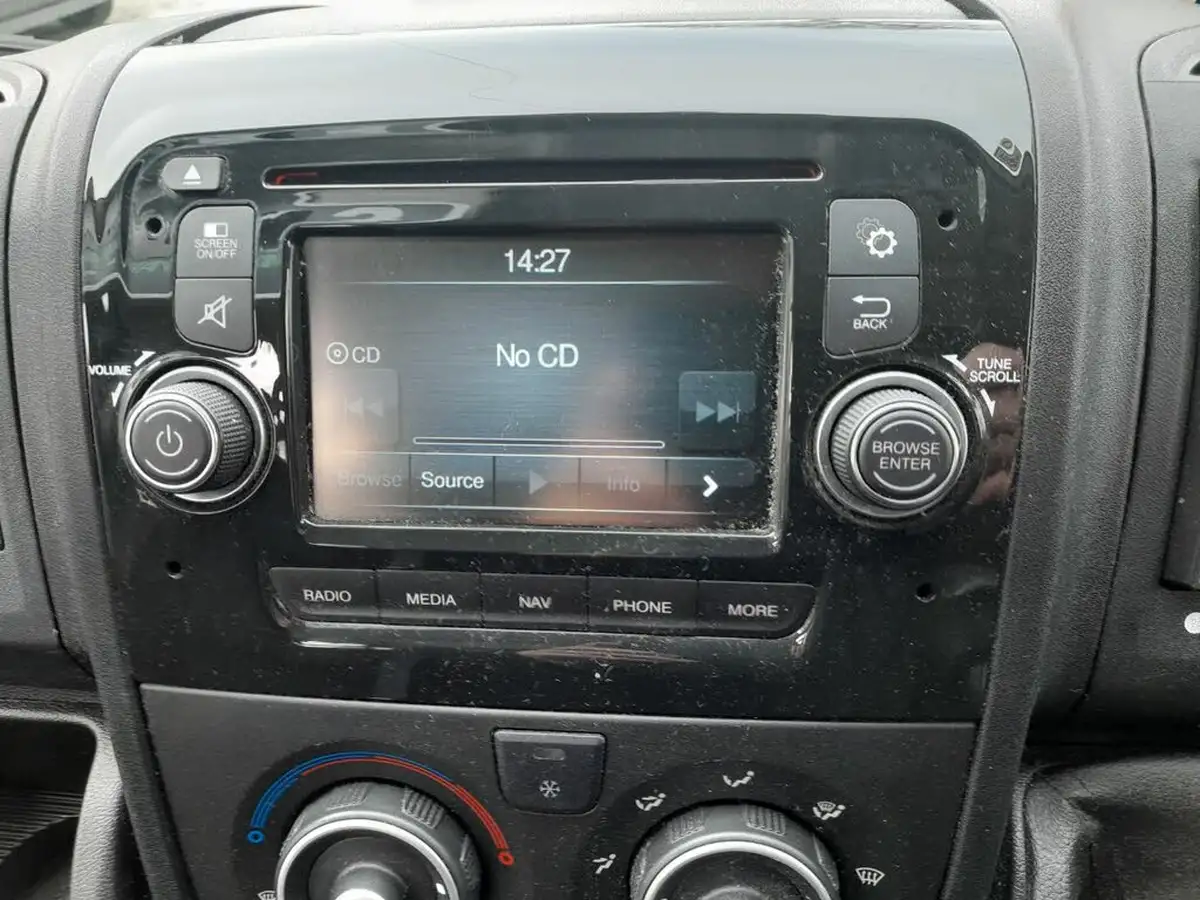 14:27
SCREEN
ON/OFF
BACK
VOLUME
TUNE
SCROLL
CD
No CD
BROWSE
ENTER
Browse
Source
Info
RADIO
MEDIA
NAV
PHONE
MORE